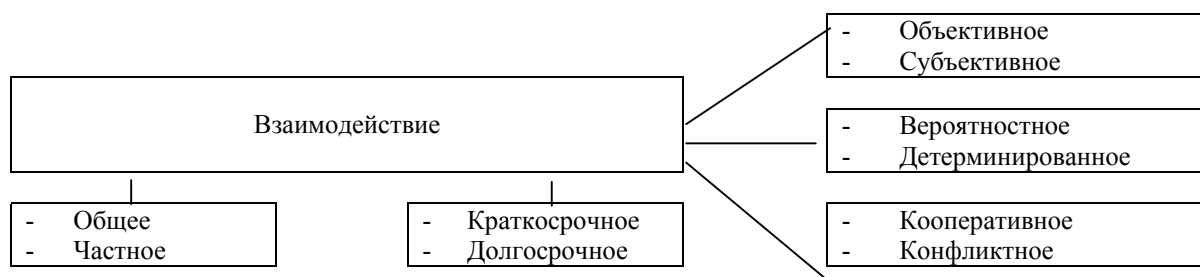 - Объективное
- Субъективное
Взаимодействие
- Вероятностное
- Детерминированное
- Общее
- Частное
- Краткосрочное
- Долгосрочное
- Кооперативное
- Конфликтное